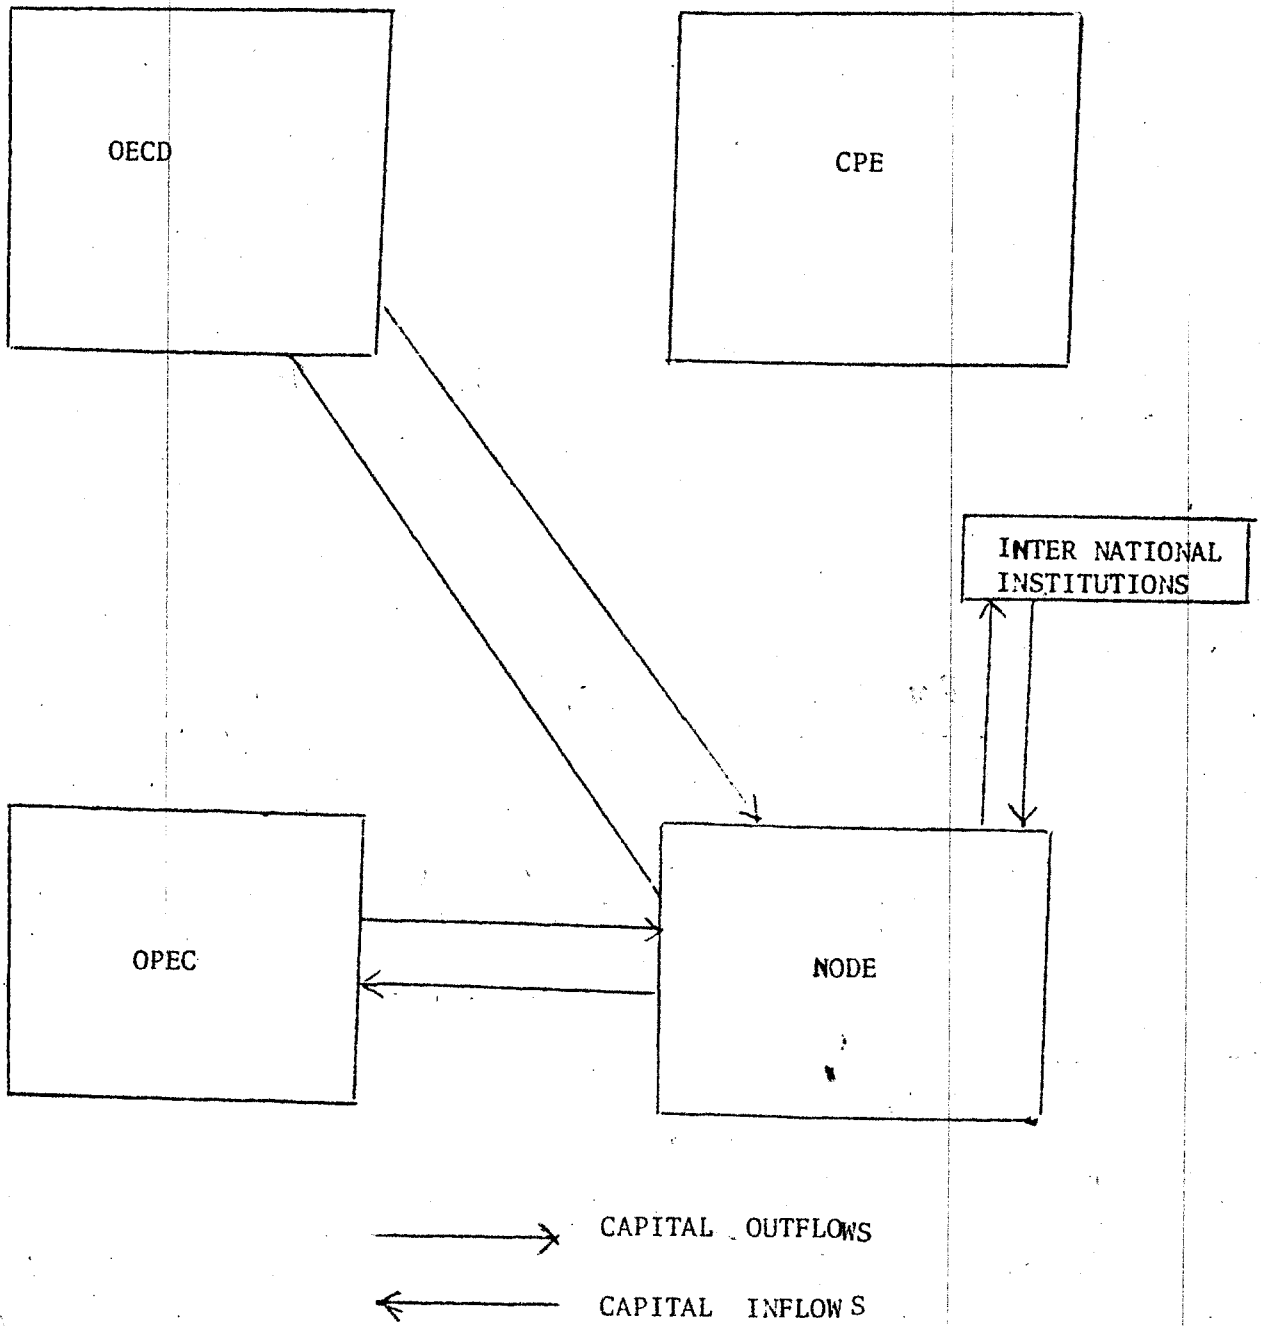 OECD
CPE
INTER NATIONAL
INSTITUTIONS
OPEC
NODE
CAPITAL OUTFLOWS
CAPITAL INFLOWS